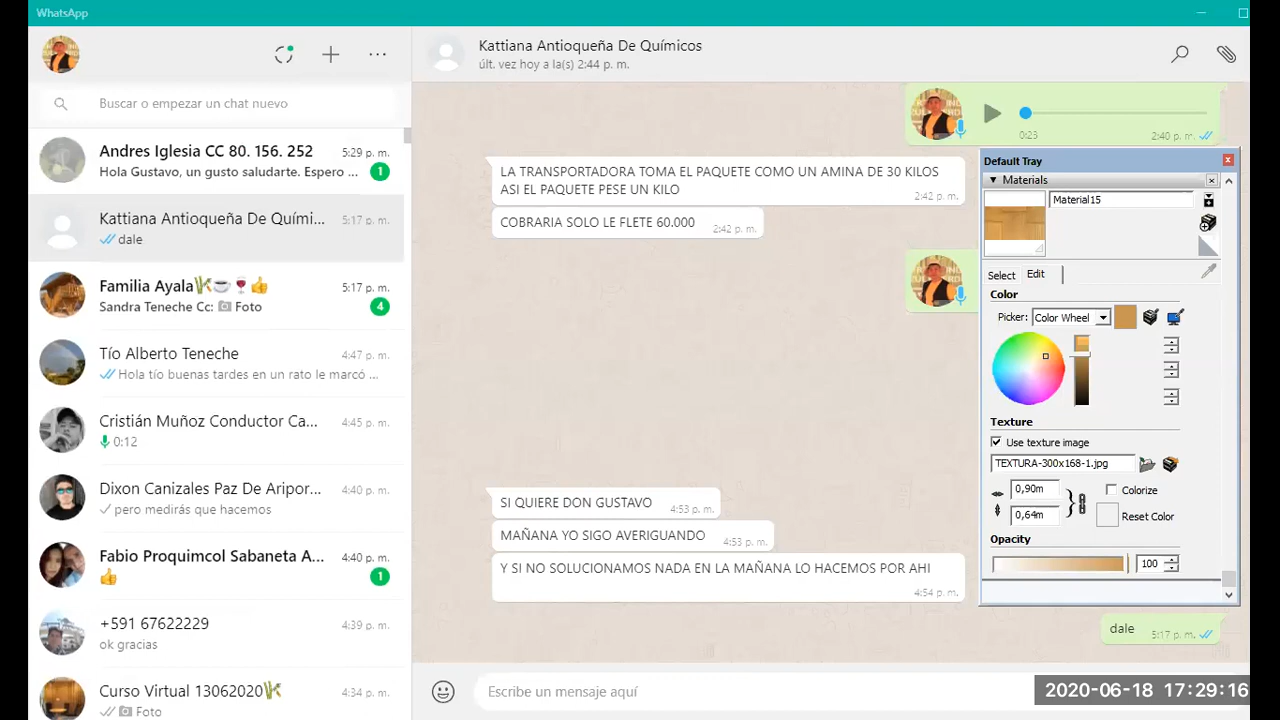 WhatsApp
Kattiana Antioqueña De Químicos
últ. vez hoy a la(s) 2:44 p. m.
Buscar o empezar un chat nuevo
Andres Iglesia CC 80. 156. 252
5:29 p. m.
Hola Gustavo, un gusto saludarte. Espero ...
1
Kattiana Antioqueña De Quími...
5:17 p. m.
dale
Familia Ayala
5:17 p. m.
Sandra Teneche Cc: Foto
4
Tío Alberto Teneche
4:47 p. m.
Hola tío buenas tardes en un rato le marcó ...
Cristián Muñoz Conductor Ca...
4:45 p. m.
0:12
Dixon Canizales Paz De Aripor...
4:40 p. m.
pero medirás que hacemos
Fabio Proquimcol Sabaneta A...
4:40 p. m.
👍
1
+591 67622229
4:39 p. m.
ok gracias
Curso Virtual 13062020
4:34 p. m.
Foto
0:23
2:40 p. m.
LA TRANSPORTADORA TOMA EL PAQUETE COMO UN AMINA DE 30 KILOS
ASI EL PAQUETE PESE UN KILO
2:42 p. m.
COBRARIA SOLO LE FLETE 60.000
2:42 p. m.
SI QUIERE DON GUSTAVO
4:53 p. m.
MAÑANA YO SIGO AVERIGUANDO
4:53 p. m.
Y SI NO SOLUCIONAMOS NADA EN LA MAÑANA LO HACEMOS POR AHI
4:54 p. m.
dale
5:17 p. m.
Escribe un mensaje aquí
Default Tray
Materials
Material15
Select
Edit
Color
Picker:
Color Wheel
Texture
Use texture image
TEXTURA-300x168-1.jpg
0,90m
Colorize
0,64m
Reset Color
Opacity
100
2020-06-18 17:29:16